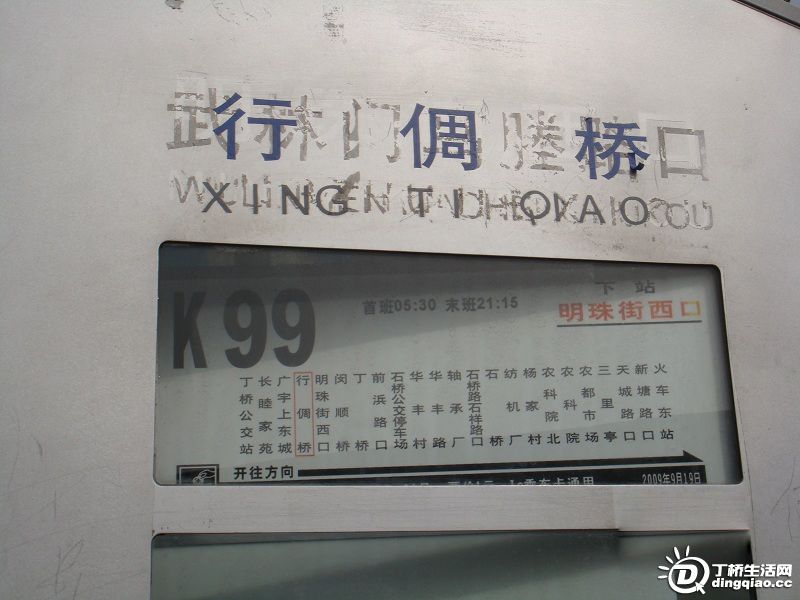 行倜桥
XING TI QIAO
K99
首班05:30 末班21:15
下站
明珠街西口
丁桥公交站
长睦家苑
广宇上东城
行倜桥
明珠街西口
闵顺桥
丁桥
前浜路口
石桥公交停车场
华丰村
华丰路
轴承厂
石桥路石祥路口
石桥
纺机厂
杨家村
农科院北
农科院
农都市场
三里亭
天城路口
新塘路口
火车东站
开往方向
2009年9月19日
丁桥生活网
dingqiao.cc